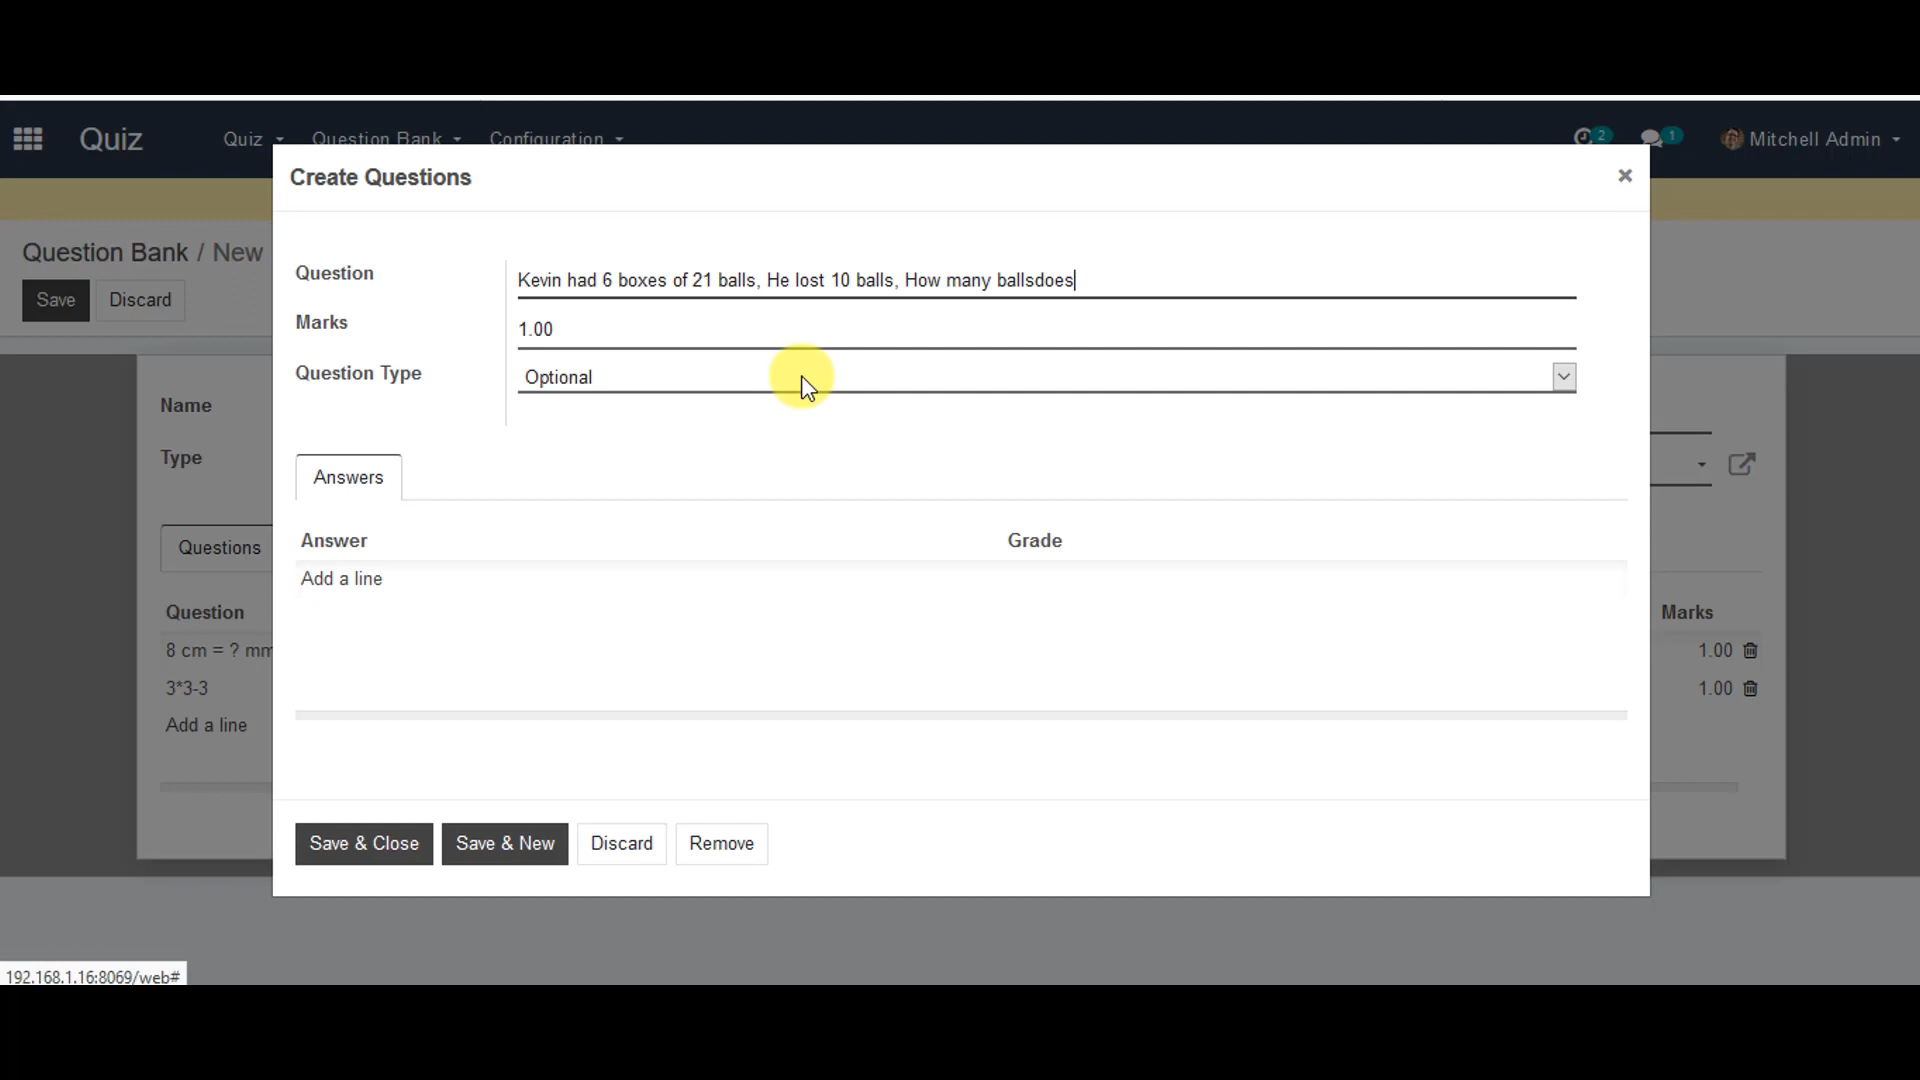 Quiz Quiz Question Bank Configuration 2 1 Mitchell Admin
Create Questions
Question Bank / New
Save Discard
Question Kevin had 6 boxes of 21 balls, He lost 10 balls, How many ballsdoes
Marks 1.00
Question Type Optional
Name
Type
Answers
Questions
Answer Grade
Add a line
Question Marks
8 cm = ? mm 1.00
3*3-3 1.00
Add a line
Save & Close Save & New Discard Remove
192.168.1.16:8069/web#